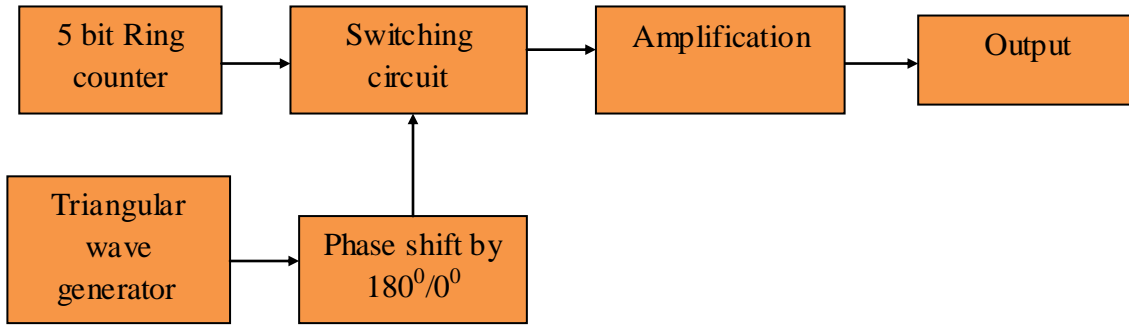 5 bit Ring
counter
Switching
circuit
Amplification
Output
Triangular
wave
generator
Phase shift by
180⁰/0⁰